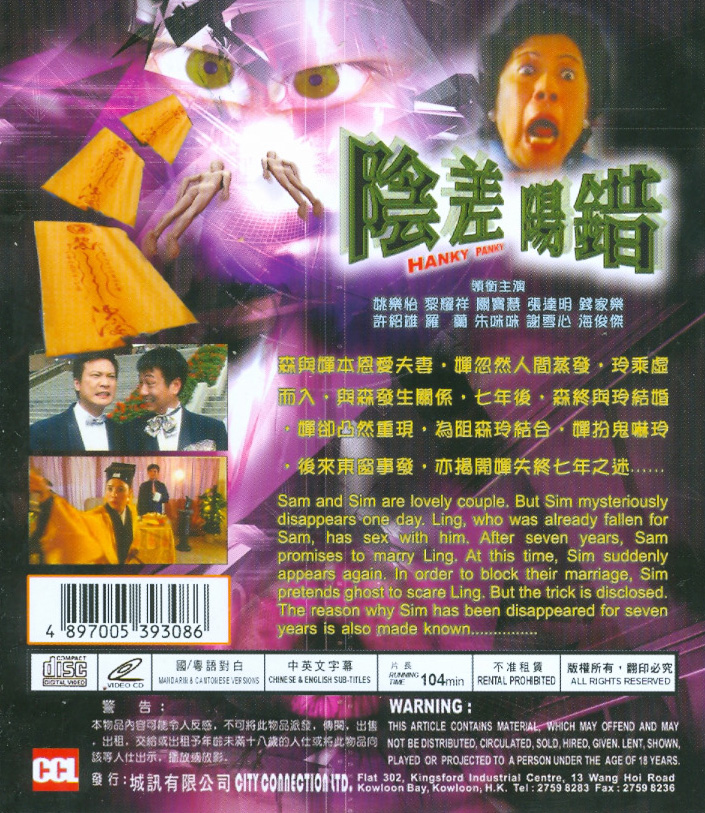 陰差陽錯
HANKY PANKY
領銜主演
姚樂怡 黎耀祥 關寶慧 張達明 錢家樂
許紹雄 羅蘭 朱咪咪 謝雪心 海俊傑
森與嬋本恩愛夫妻，嬋忽然人間蒸發，玲乘虛
而入，與森發生關係，七年後，森終與玲結婚
，嬋卻凸然重現，為阻森玲結合，嬋扮鬼嚇玲
，後來東窗事發，亦揭開嬋失終七年之迷......
Sam and Sim are lovely couple. But Sim mysteriously
disappears one day. Ling, who was already fallen for
Sam, has sex with him. After seven years, Sam
promises to marry Ling. At this time, Sim suddenly
appears again. In order to block their marriage, Sim
pretends ghost to scare Ling. But the trick is disclosed.
The reason why Sim has been disappeared for seven
years is also made known...............
4 897005 393086
COMPACT disc DIGITAL VIDEO
VIDEO CD
國/粵語對白
MANDARIN & CANTONESE VERSIONS
中英文字幕
CHINESE & ENGLISH SUB-TITLES
片長
RUNNING TIME 104min
不准租賃
RENTAL PROHIBITED
版權所有，翻印必究
ALL RIGHTS RESERVED
警告：
本物品內容可能令人反感，不可將此物品派發，傳閱，出售
，出租，交給或出租予年齡未滿十八歲的人仕或將此物品向
該等人仕出示，播放或放影．
WARNING :
THIS ARTICLE CONTAINS MATERIAL, WHICH MAY OFFEND AND MAY
NOT BE DISTRIBUTED, CIRCULATED, SOLD, HIRED, GIVEN. LENT, SHOWN,
PLAYED OR PROJECTED TO A PERSON UNDER THE AGE OF 18 YEARS.
CCL
發行：城訊有限公司 CITY CONNECTION LTD.
Flat 302, Kingsford Industrial Centre, 13 Wang Hoi Road
Kowloon Bay, Kowloon, H.K. Tel : 2759 8283 Fax : 2759 8236